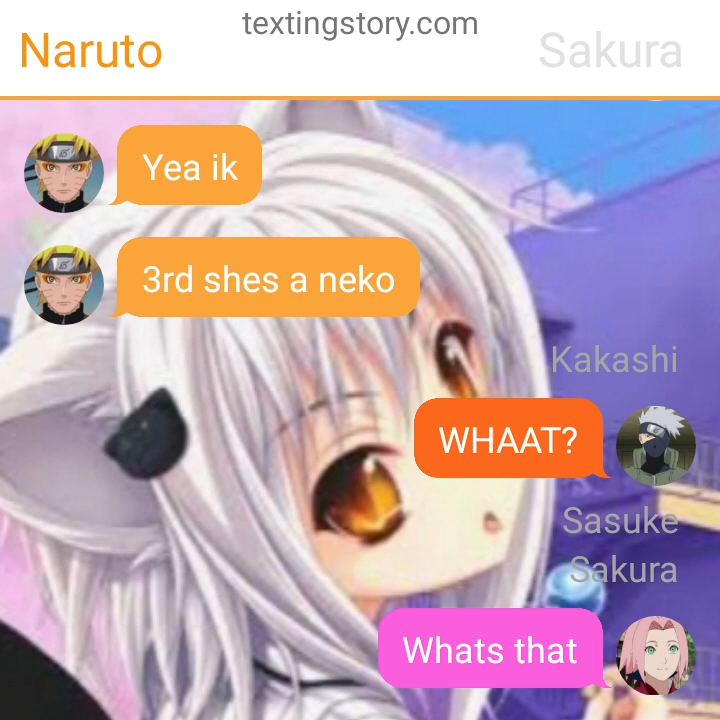 textingstory.com
Naruto
Sakura
Yea ik
3rd shes a neko
Kakashi
WHAAT?
Sasuke
Sakura
Whats that